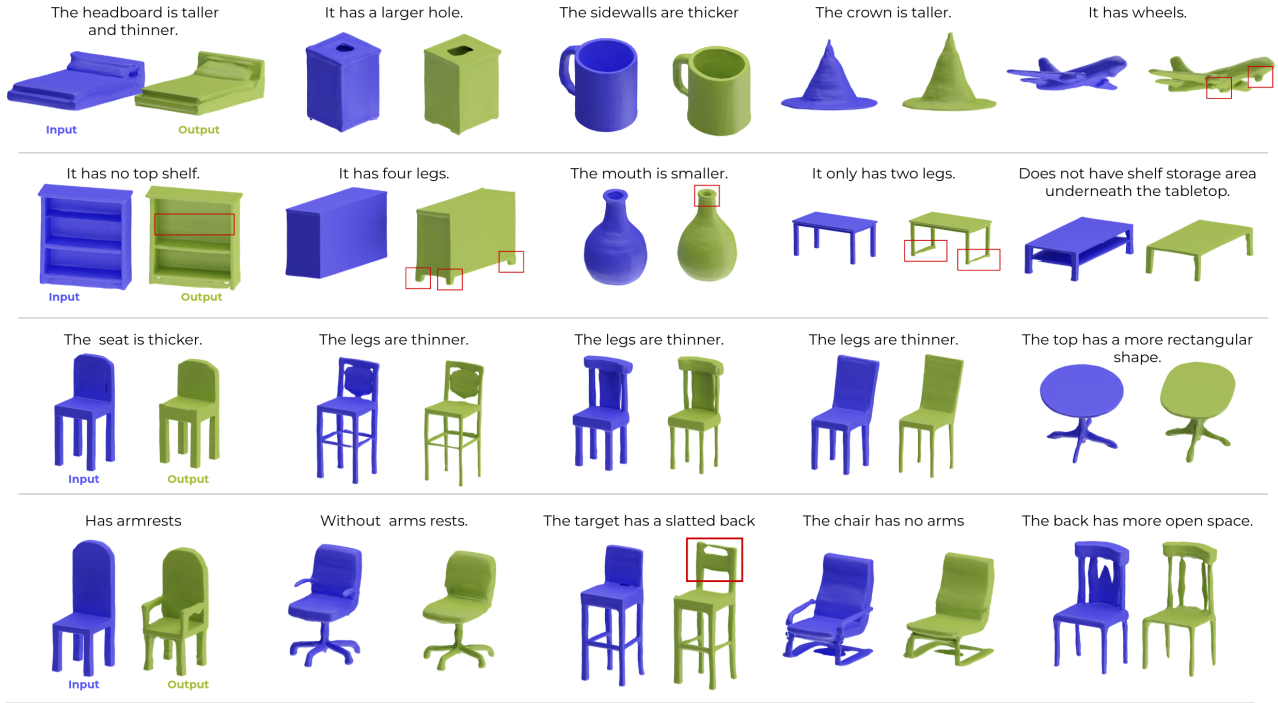 The headboard is taller
and thinner.
It has a larger hole.
The sidewalls are thicker
The crown is taller.
It has wheels.
Input
Output
It has no top shelf.
It has four legs.
The mouth is smaller.
It only has two legs.
Does not have shelf storage area
underneath the tabletop.
Input
Output
The  seat is thicker.
The legs are thinner.
The legs are thinner.
The legs are thinner.
The top has a more rectangular
shape.
Input
Output
Has armrests
Without  arms rests.
The target has a slatted back
The chair has no arms
The back has more open space.
Input
Output